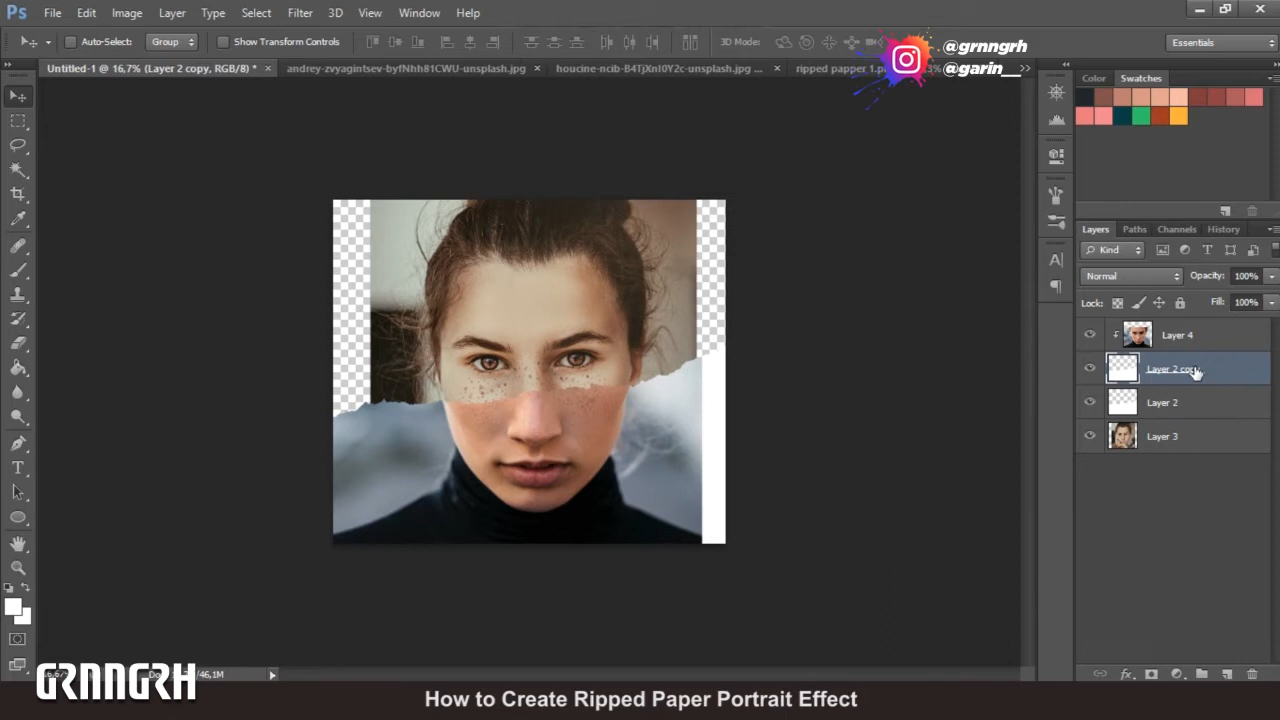 Ps File Edit Image Layer Type Select Filter 3D View Window Help
Auto-Select: Group Show Transform Controls 3D Mode: Essentials
@grnngrh
@garin__
Untitled-1 @ 16,7% (Layer 2 copy, RGB/8) * × andrey-zvyagintsev-byfNhh81CWU-unsplash.jpg × houcine-ncib-B4TjXnI0Y2c-unsplash.jpg ... × ripped papper 1.p
Color Swatches
Layers Paths Channels History
Kind
Normal Opacity: 100%
Lock: Fill: 100%
Layer 4
Layer 2 copy
Layer 2
Layer 3
T
fx
GRNNGRH
/46,1M
How to Create Ripped Paper Portrait Effect